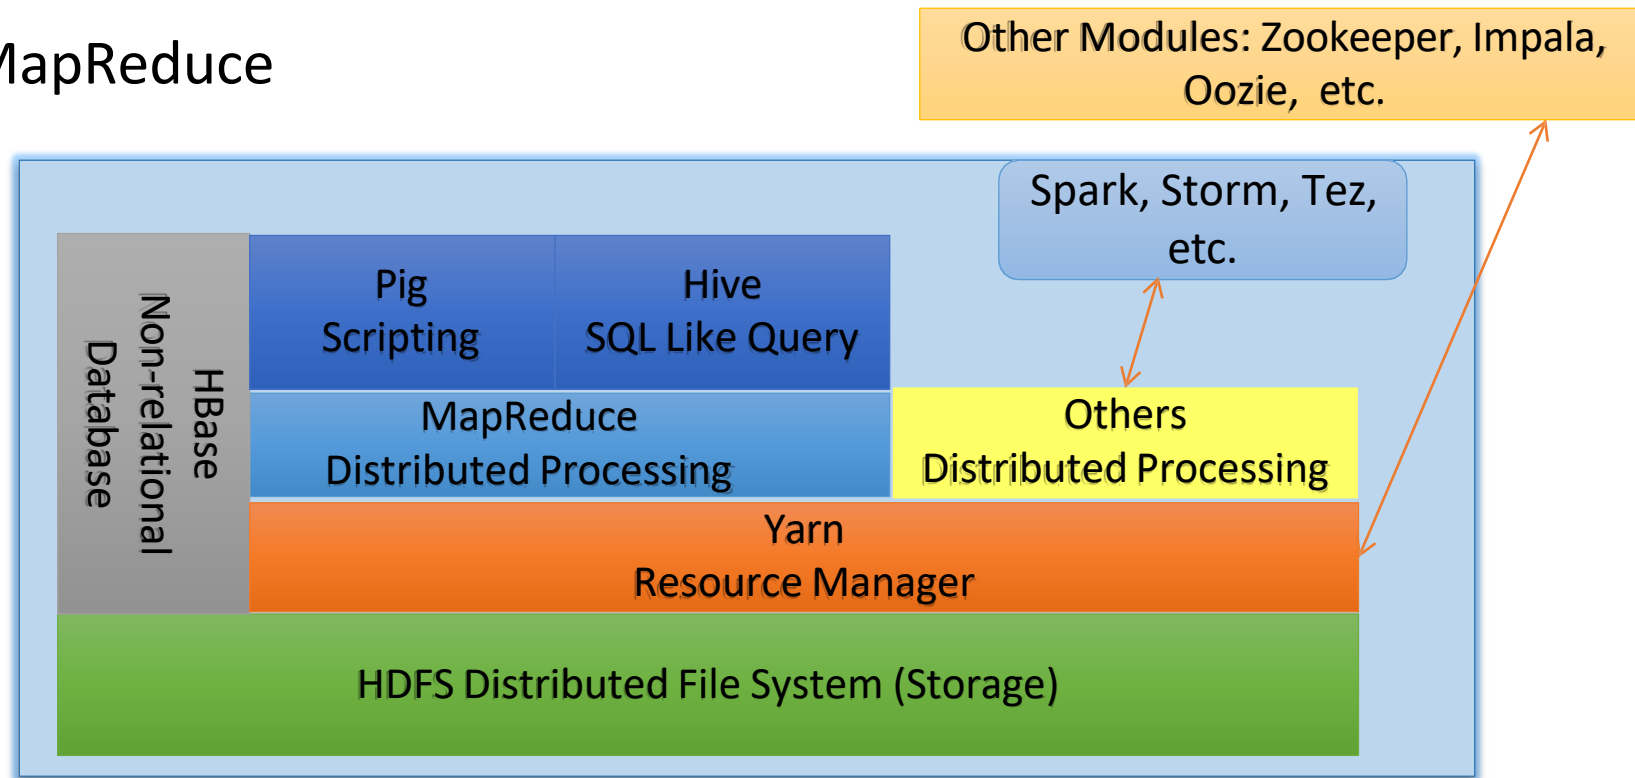 MapReduce
Other Modules: Zookeeper, Impala,
Oozie, etc.
Spark, Storm, Tez,
etc.
HBase
Non-relational
Database
Pig
Scripting
Hive
SQL Like Query
MapReduce
Distributed Processing
Others
Distributed Processing
Yarn
Resource Manager
HDFS Distributed File System (Storage)